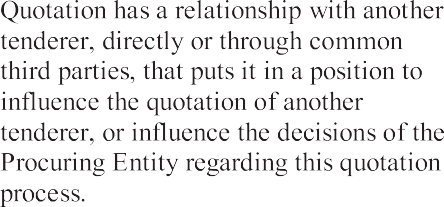 Quotation has a relationship with another
tenderer, directly or through common
third parties, that puts it in a position to
influence the quotation of another
tenderer, or influence the decisions of the
Procuring Entity regarding this quotation
process.